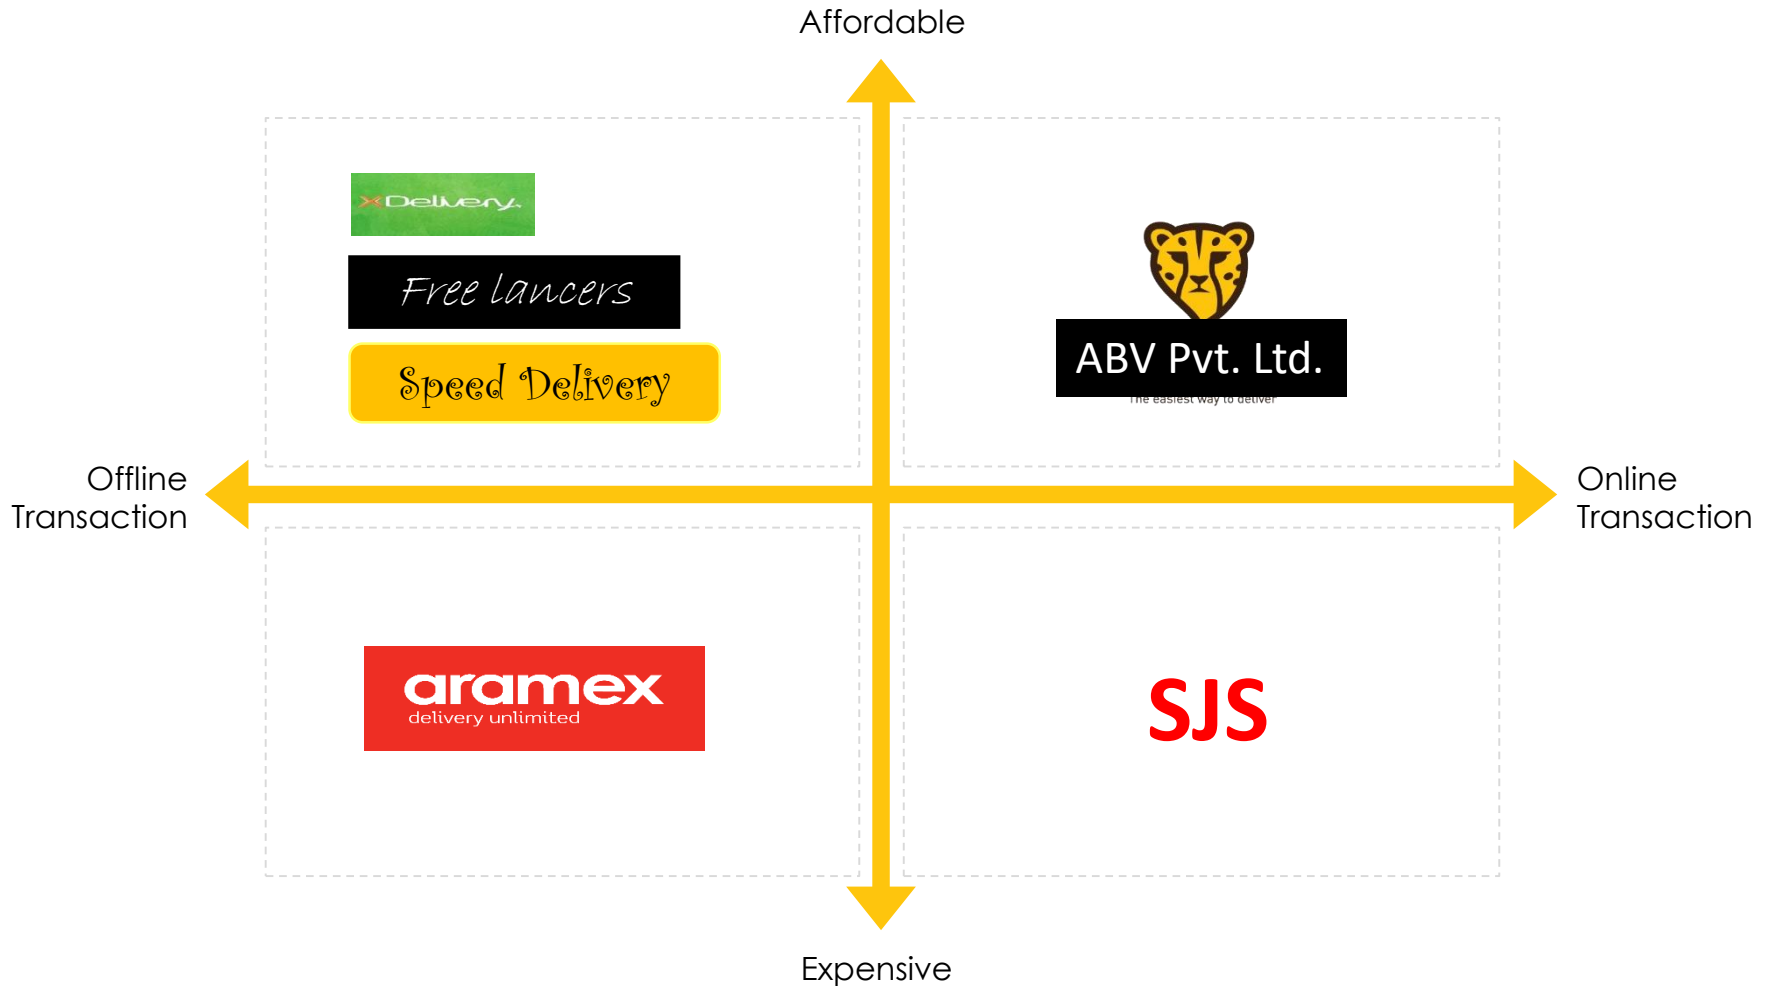 Affordable
xDelivery
Free lancers
Speed Delivery
ABV Pvt. Ltd.
The easiest way to deliver
Offline
Transaction
Online
Transaction
aramex
delivery unlimited
SJS
Expensive